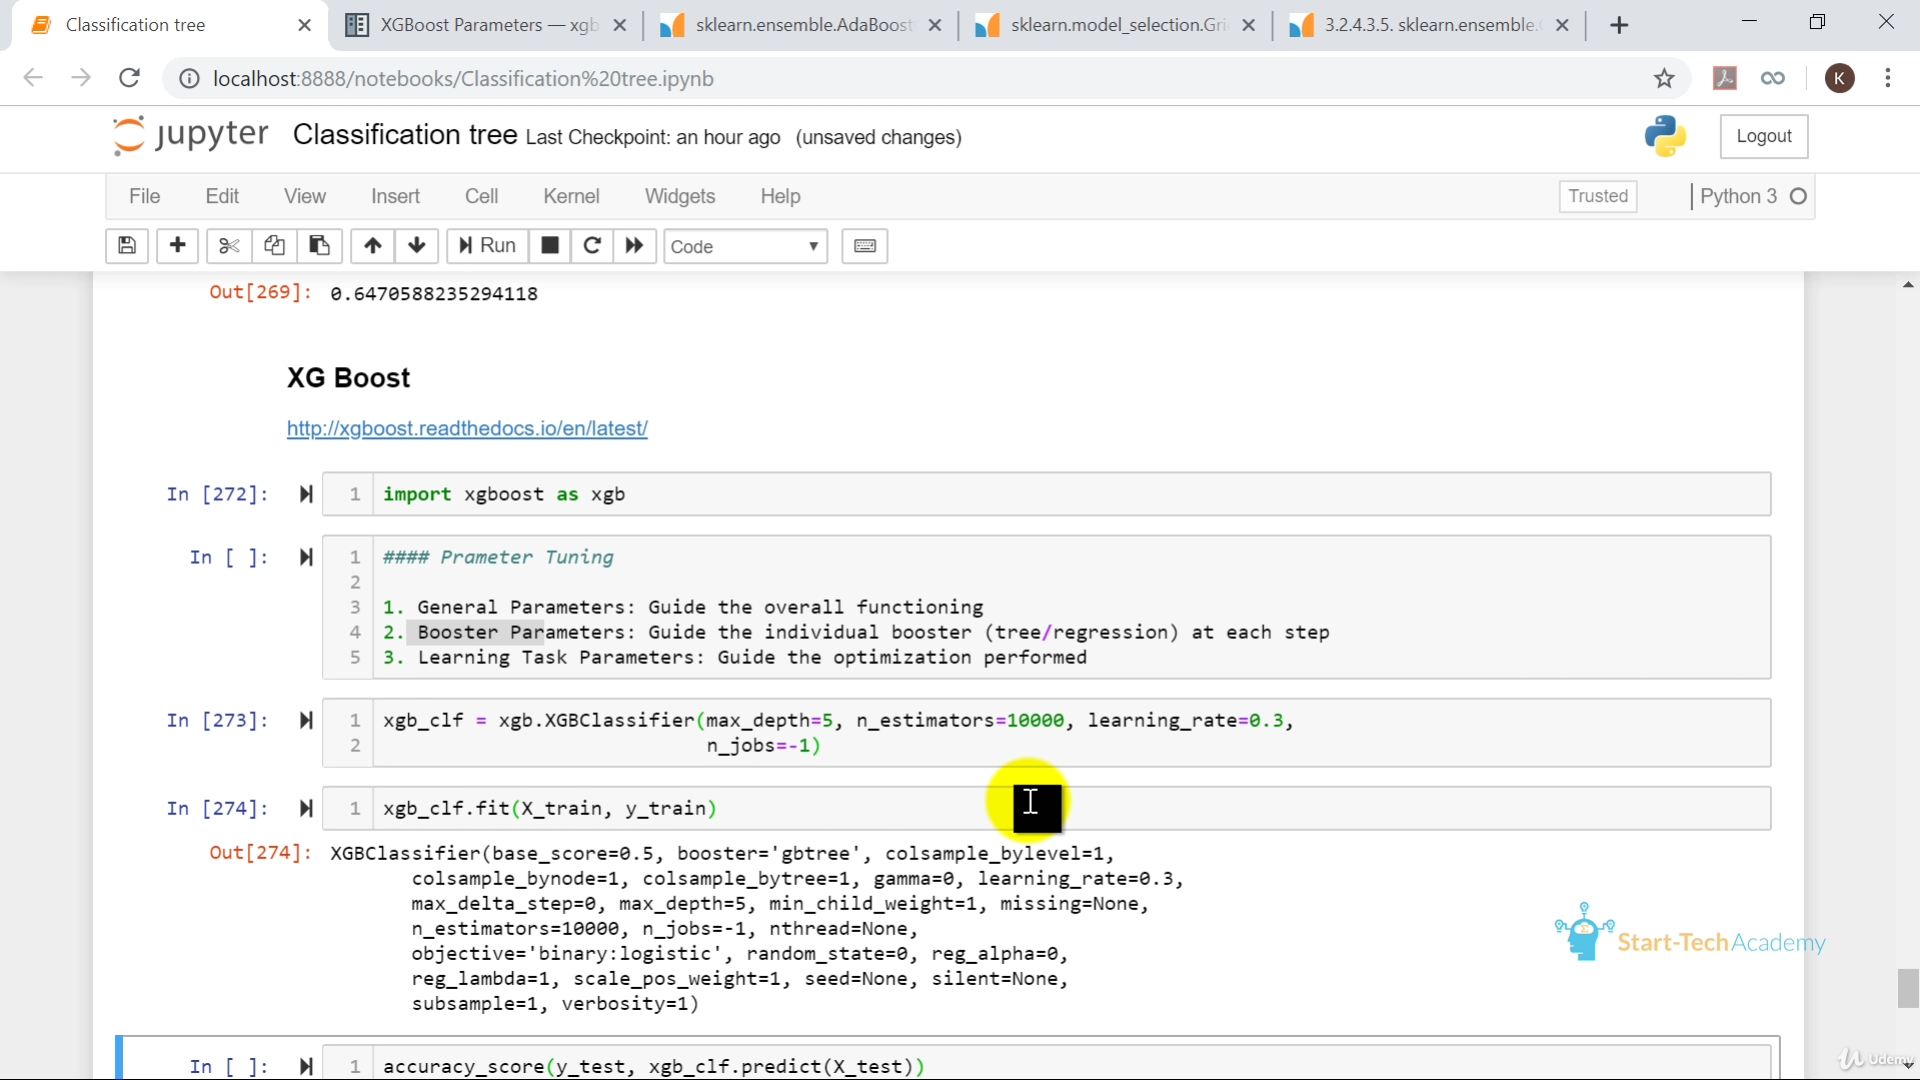 Classification tree
XGBoost Parameters — xgb
sklearn.ensemble.AdaBoost
sklearn.model_selection.Gri
3.2.4.3.5. sklearn.ensemble.
localhost:8888/notebooks/Classification%20tree.ipynb
K
jupyter Classification tree Last Checkpoint: an hour ago (unsaved changes)
Logout
File Edit View Insert Cell Kernel Widgets Help
Trusted
Python 3
Run
Code
Out[269]: 0.6470588235294118
XG Boost
http://xgboost.readthedocs.io/en/latest/
In [272]: 1 import xgboost as xgb
In [ ]: 1 #### Prameter Tuning
2
3 1. General Parameters: Guide the overall functioning
4 2. Booster Parameters: Guide the individual booster (tree/regression) at each step
5 3. Learning Task Parameters: Guide the optimization performed
In [273]: 1 xgb_clf = xgb.XGBClassifier(max_depth=5, n_estimators=10000, learning_rate=0.3,
2 n_jobs=-1)
In [274]: 1 xgb_clf.fit(X_train, y_train)
Out[274]: XGBClassifier(base_score=0.5, booster='gbtree', colsample_bylevel=1,
colsample_bynode=1, colsample_bytree=1, gamma=0, learning_rate=0.3,
max_delta_step=0, max_depth=5, min_child_weight=1, missing=None,
n_estimators=10000, n_jobs=-1, nthread=None,
objective='binary:logistic', random_state=0, reg_alpha=0,
reg_lambda=1, scale_pos_weight=1, seed=None, silent=None,
subsample=1, verbosity=1)
Start-TechAcademy
In [ ]: 1 accuracy_score(y_test, xgb_clf.predict(X_test))
Udemy